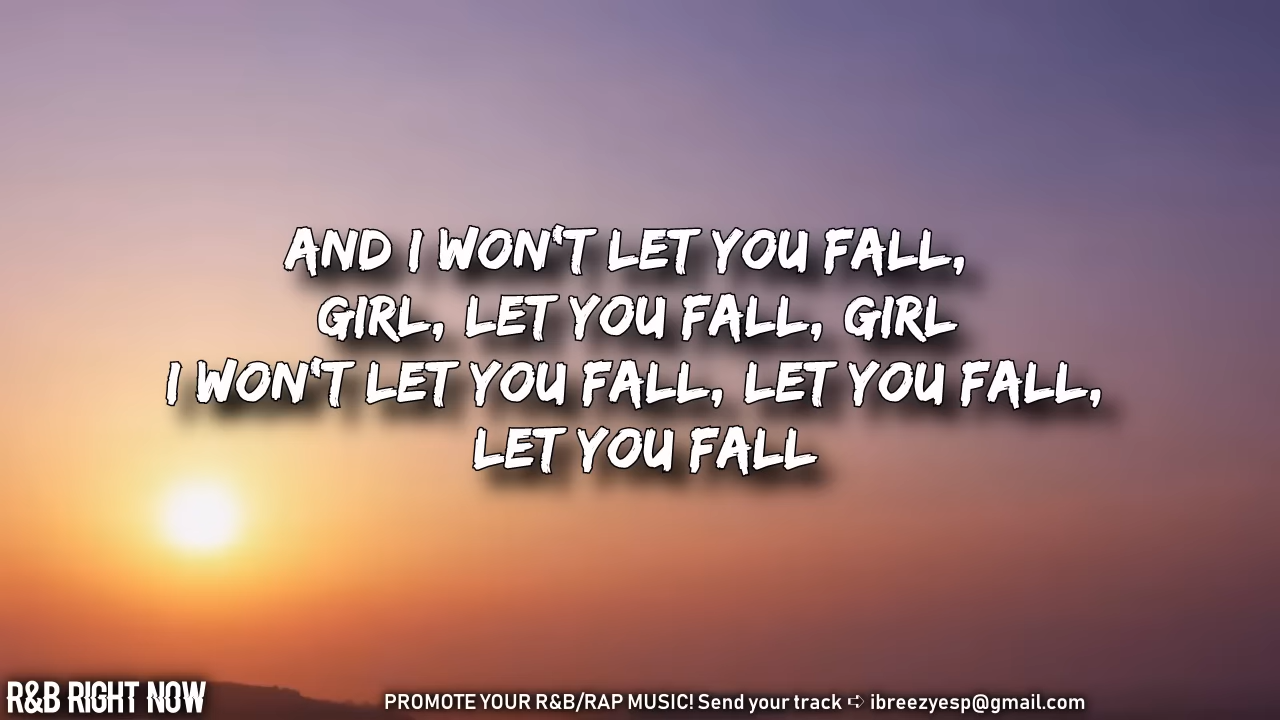 AND I WON'T LET YOU FALL,
GIRL, LET YOU FALL, GIRL
I WON'T LET YOU FALL, LET YOU FALL,
LET YOU FALL
R&B RIGHT NOW
PROMOTE YOUR R&B/RAP MUSIC! Send your track ➪ ibreezyesp@gmail.com